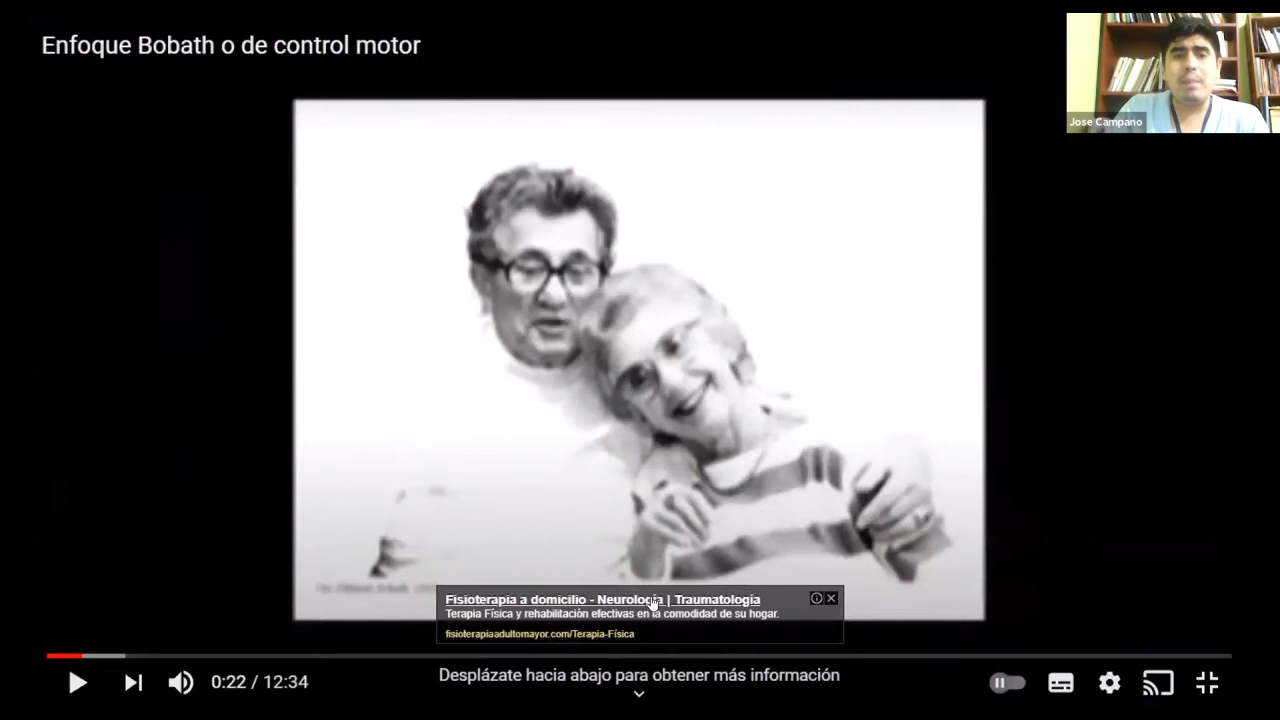 Enfoque Bobath o de control motor
Jose Campano
Fisioterapia a domicilio - Neurología | Traumatología
Terapia Física y rehabilitación efectivas en la comodidad de su hogar.
fisioterapiaadultomayor.com/Terapia-Física
0:22 / 12:34
Desplázate hacia abajo para obtener más información